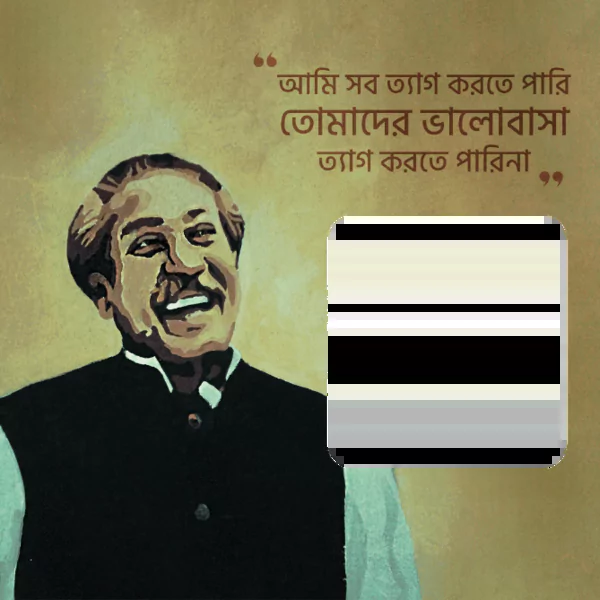 “আমি সব ত্যাগ করতে পারি
তোমাদের ভালোবাসা
ত্যাগ করতে পারিনা”